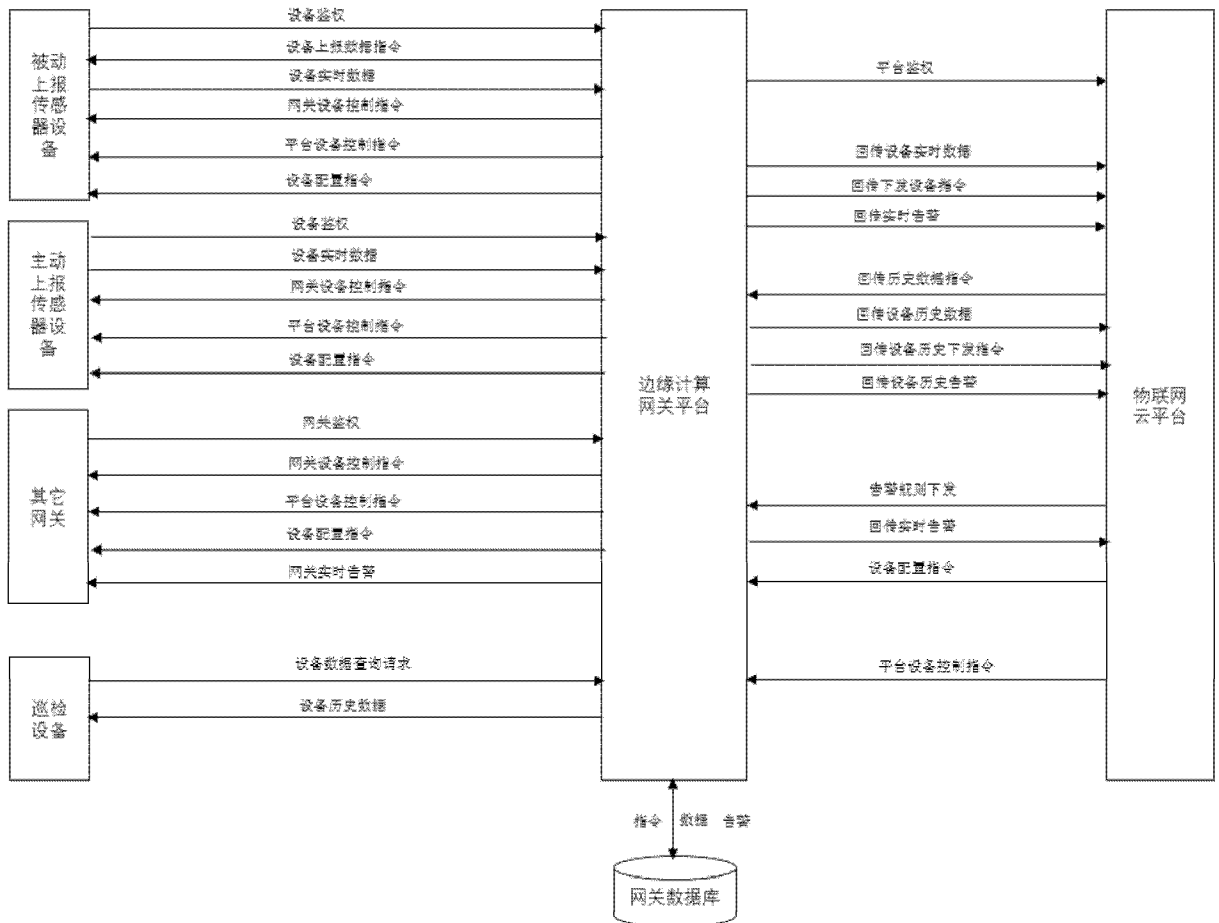 被动
上报
传感
器设
备
设备鉴权
设备上报数据指令
设备实时数据
网关设备控制指令
平台设备控制指令
设备配置指令
主动
上报
传感
器设
备
设备鉴权
设备实时数据
网关设备控制指令
平台设备控制指令
设备配置指令
其它
网关
网关鉴权
网关设备控制指令
平台设备控制指令
设备配置指令
网关实时告警
巡检
设备
设备数据查询请求
设备历史数据
边缘计算
网关平台
平台鉴权
回传设备实时数据
回传下发设备指令
回传实时告警
回传历史数据指令
回传设备历史数据
回传设备历史下发指令
回传设备历史告警
告警规则下发
回传实时告警
设备配置指令
平台设备控制指令
物联网
云平台
指令 数据 告警
网关数据库